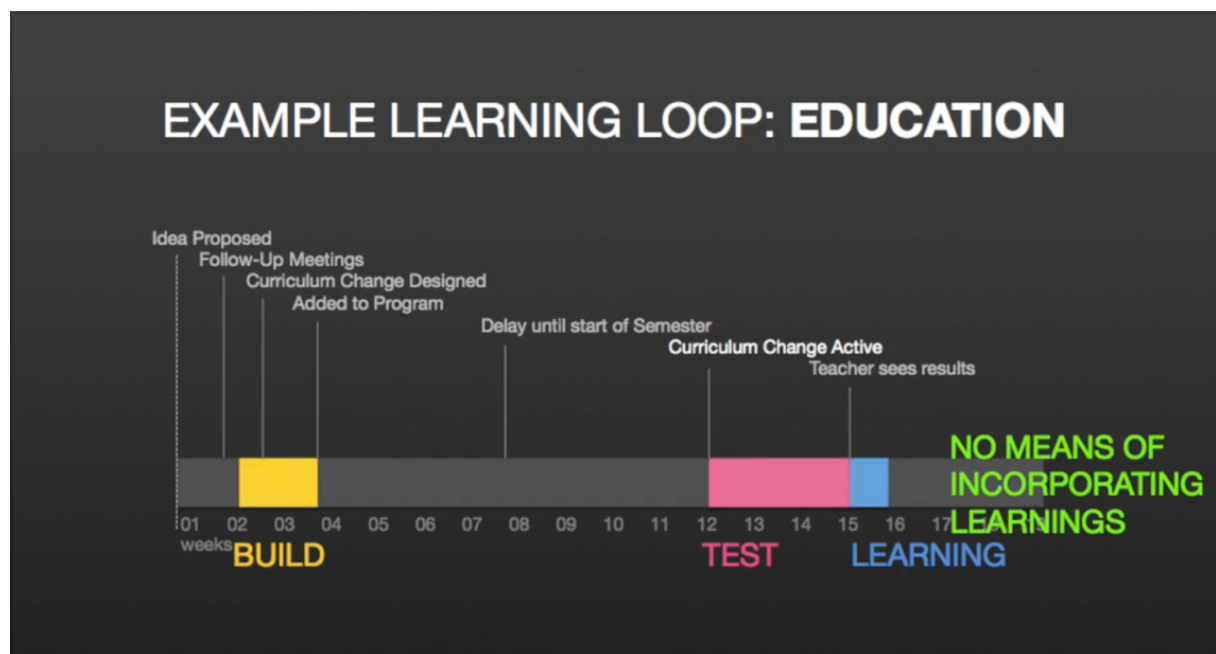 EXAMPLE LEARNING LOOP: EDUCATION
Idea Proposed
Follow-Up Meetings
Curriculum Change Designed
Added to Program
Delay until start of Semester
Curriculum Change Active
Teacher sees results
NO MEANS OF
INCORPORATING
LEARNINGS
01 02 03 04 05 06 07 08 09 10 11 12 13 14 15 16 17
weeks
BUILD
TEST
LEARNING